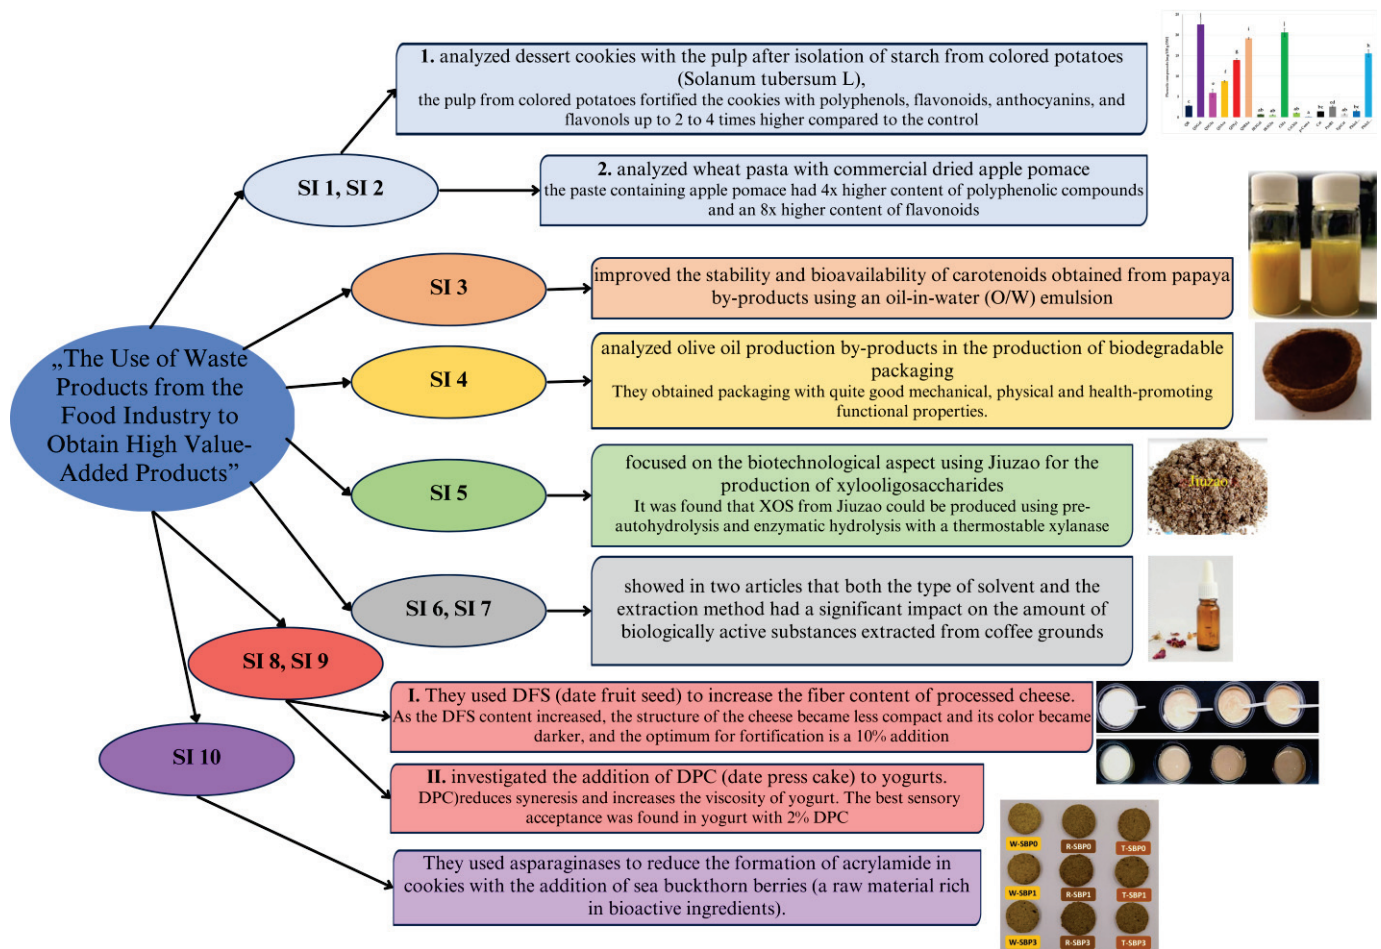 „The Use of Waste
Products from the
Food Industry to
Obtain High Value-
Added Products”
SI 1, SI 2
1. analyzed dessert cookies with the pulp after isolation of starch from colored potatoes
(Solanum tubersum L),
the pulp from colored potatoes fortified the cookies with polyphenols, flavonoids, anthocyanins, and
flavonols up to 2 to 4 times higher compared to the control
2. analyzed wheat pasta with commercial dried apple pomace
the paste containing apple pomace had 4x higher content of polyphenolic compounds
and an 8x higher content of flavonoids
SI 3
improved the stability and bioavailability of carotenoids obtained from papaya
by-products using an oil-in-water (O/W) emulsion
SI 4
analyzed olive oil production by-products in the production of biodegradable
packaging
They obtained packaging with quite good mechanical, physical and health-promoting
functional properties.
SI 5
focused on the biotechnological aspect using Jiuzao for the
production of xylooligosaccharides
It was found that XOS from Jiuzao could be produced using pre-
autohydrolysis and enzymatic hydrolysis with a thermostable xylanase
Jiuzao
SI 6, SI 7
showed in two articles that both the type of solvent and the
extraction method had a significant impact on the amount of
biologically active substances extracted from coffee grounds
SI 8, SI 9
I. They used DFS (date fruit seed) to increase the fiber content of processed cheese.
As the DFS content increased, the structure of the cheese became less compact and its color became
darker, and the optimum for fortification is a 10% addition
II. investigated the addition of DPC (date press cake) to yogurts.
DPC)reduces syneresis and increases the viscosity of yogurt. The best sensory
acceptance was found in yogurt with 2% DPC
SI 10
They used asparaginases to reduce the formation of acrylamide in
cookies with the addition of sea buckthorn berries (a raw material rich
in bioactive ingredients).
W-SBP0 R-SBP0 T-SBP0
W-SBP1 R-SBP1 T-SBP1
W-SBP3 R-SBP3 T-SBP3